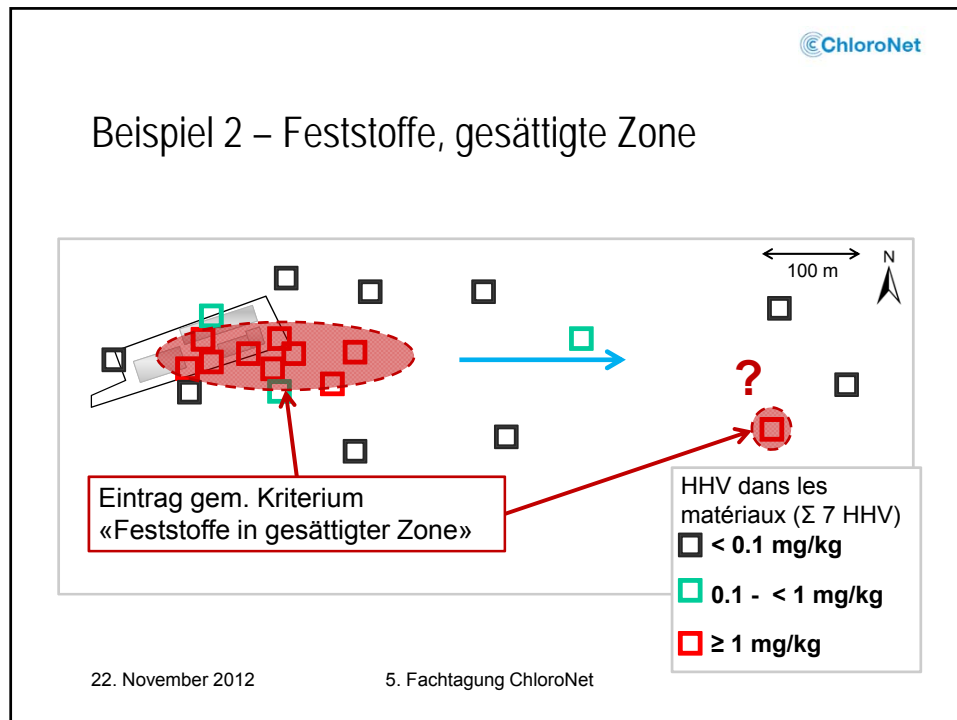 ChloroNet
Beispiel 2 – Feststoffe, gesättigte Zone
100 m
N
?
Eintrag gem. Kriterium
«Feststoffe in gesättigter Zone»
HHV dans les
matériaux (Σ 7 HHV)
< 0.1 mg/kg
0.1 - < 1 mg/kg
≥ 1 mg/kg
22. November 2012
5. Fachtagung ChloroNet